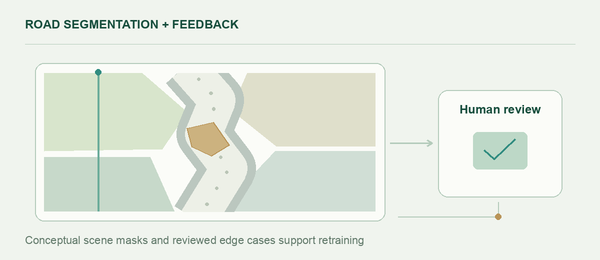 ROAD SEGMENTATION + FEEDBACK
Human review
Conceptual scene masks and reviewed edge cases support retraining